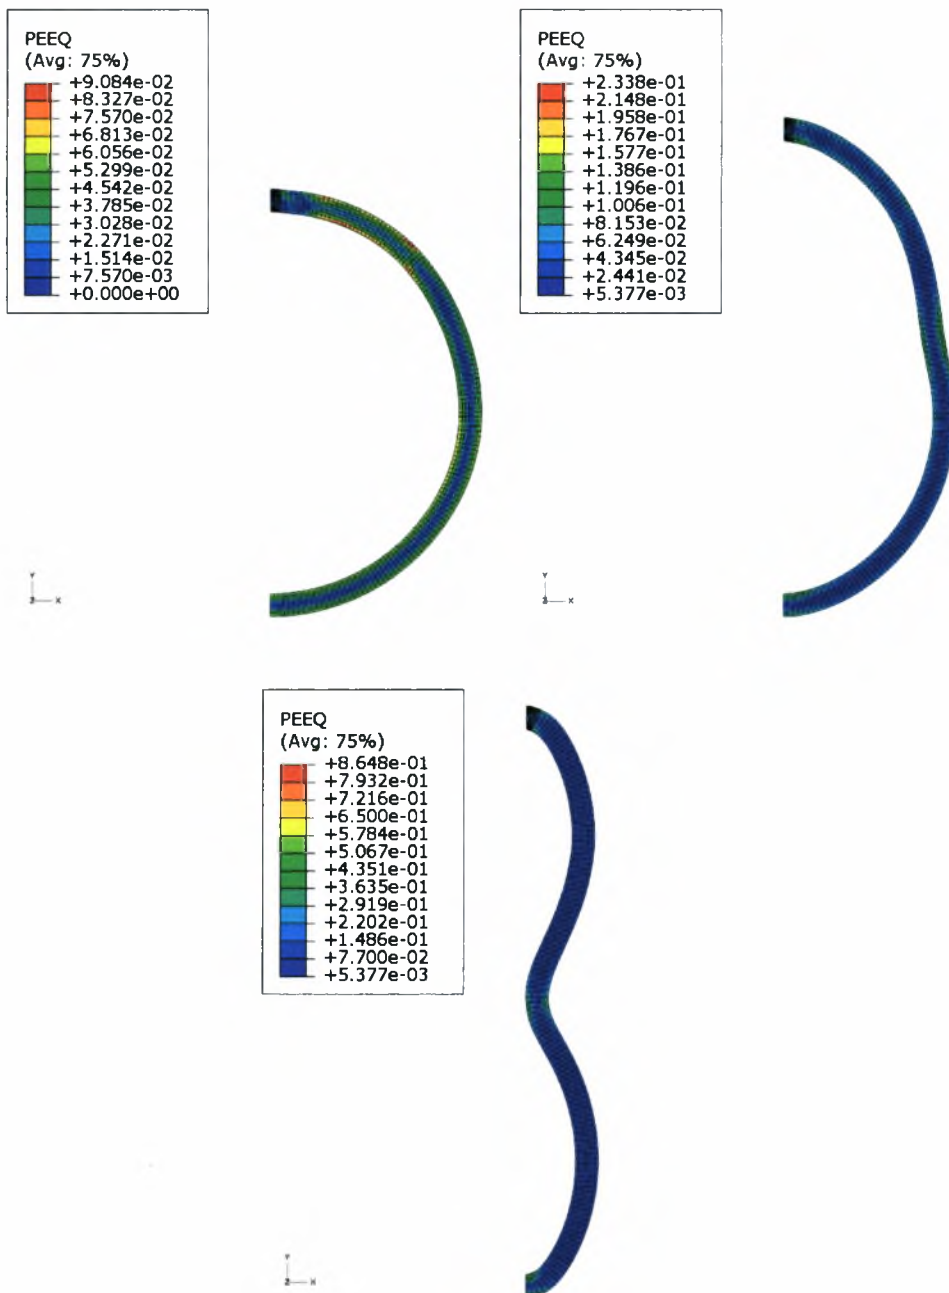 PEEQ
(Avg: 75%)
+9.084e-02
+8.327e-02
+7.570e-02
+6.813e-02
+6.056e-02
+5.299e-02
+4.542e-02
+3.785e-02
+3.028e-02
+2.271e-02
+1.514e-02
+7.570e-03
+0.000e+00
Y
Z X
PEEQ
(Avg: 75%)
+2.338e-01
+2.148e-01
+1.958e-01
+1.767e-01
+1.577e-01
+1.386e-01
+1.196e-01
+1.006e-01
+8.153e-02
+6.249e-02
+4.345e-02
+2.441e-02
+5.377e-03
Y
Z X
PEEQ
(Avg: 75%)
+8.648e-01
+7.932e-01
+7.216e-01
+6.500e-01
+5.784e-01
+5.067e-01
+4.351e-01
+3.635e-01
+2.919e-01
+2.202e-01
+1.486e-01
+7.700e-02
+5.377e-03
Y
Z X